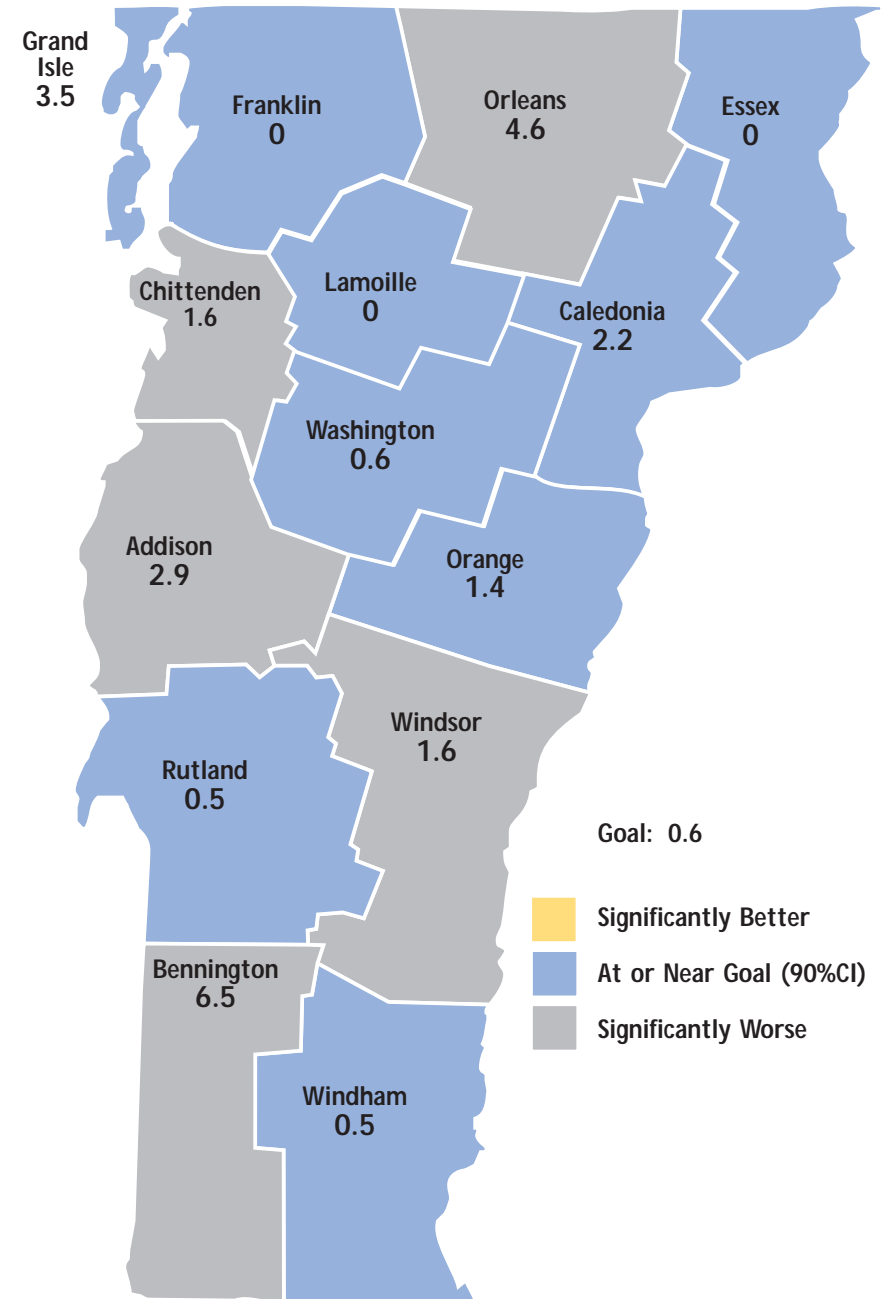 Grand
Isle
3.5
Franklin
0
Orleans
4.6
Essex
0
Chittenden
1.6
Lamoille
0
Caledonia
2.2
Washington
0.6
Addison
2.9
Orange
1.4
Windsor
1.6
Rutland
0.5
Goal: 0.6
Significantly Better
At or Near Goal (90%CI)
Significantly Worse
Bennington
6.5
Windham
0.5